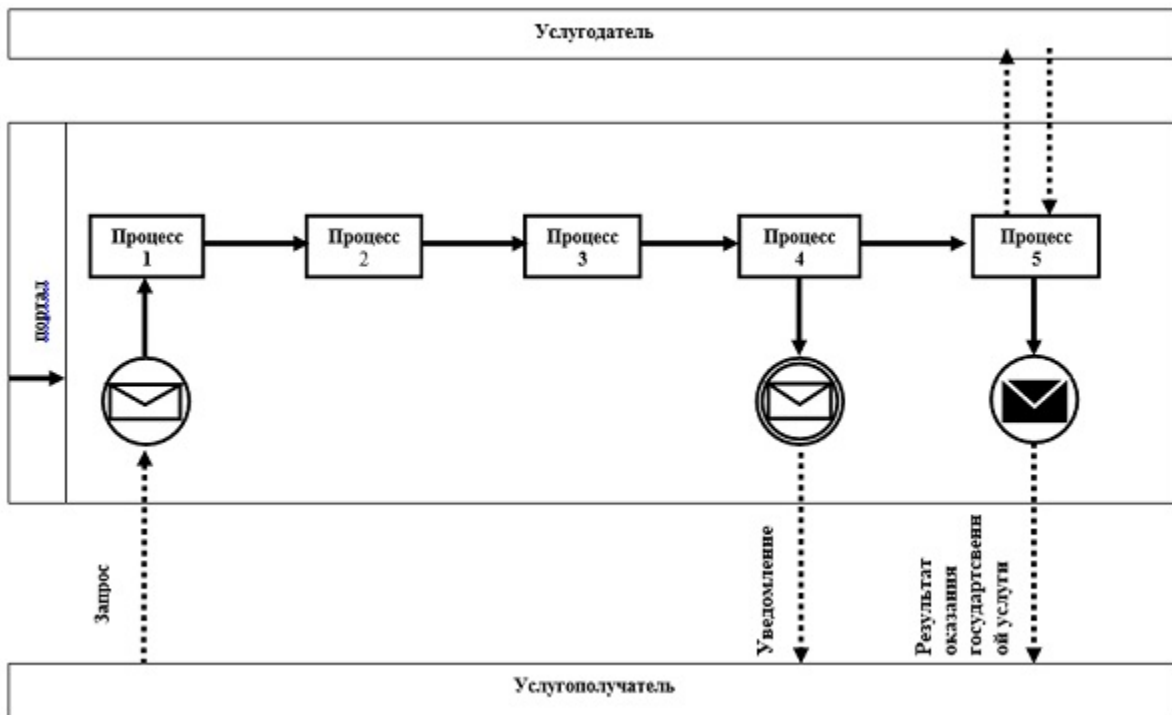 Услугодатель
портал
Процесс
1
Процесс
2
Процесс
3
Процесс
4
Процесс
5
Запрос
Уведомление
Результат
оказания
государтсвенн
ой услуги
Услугополучатель